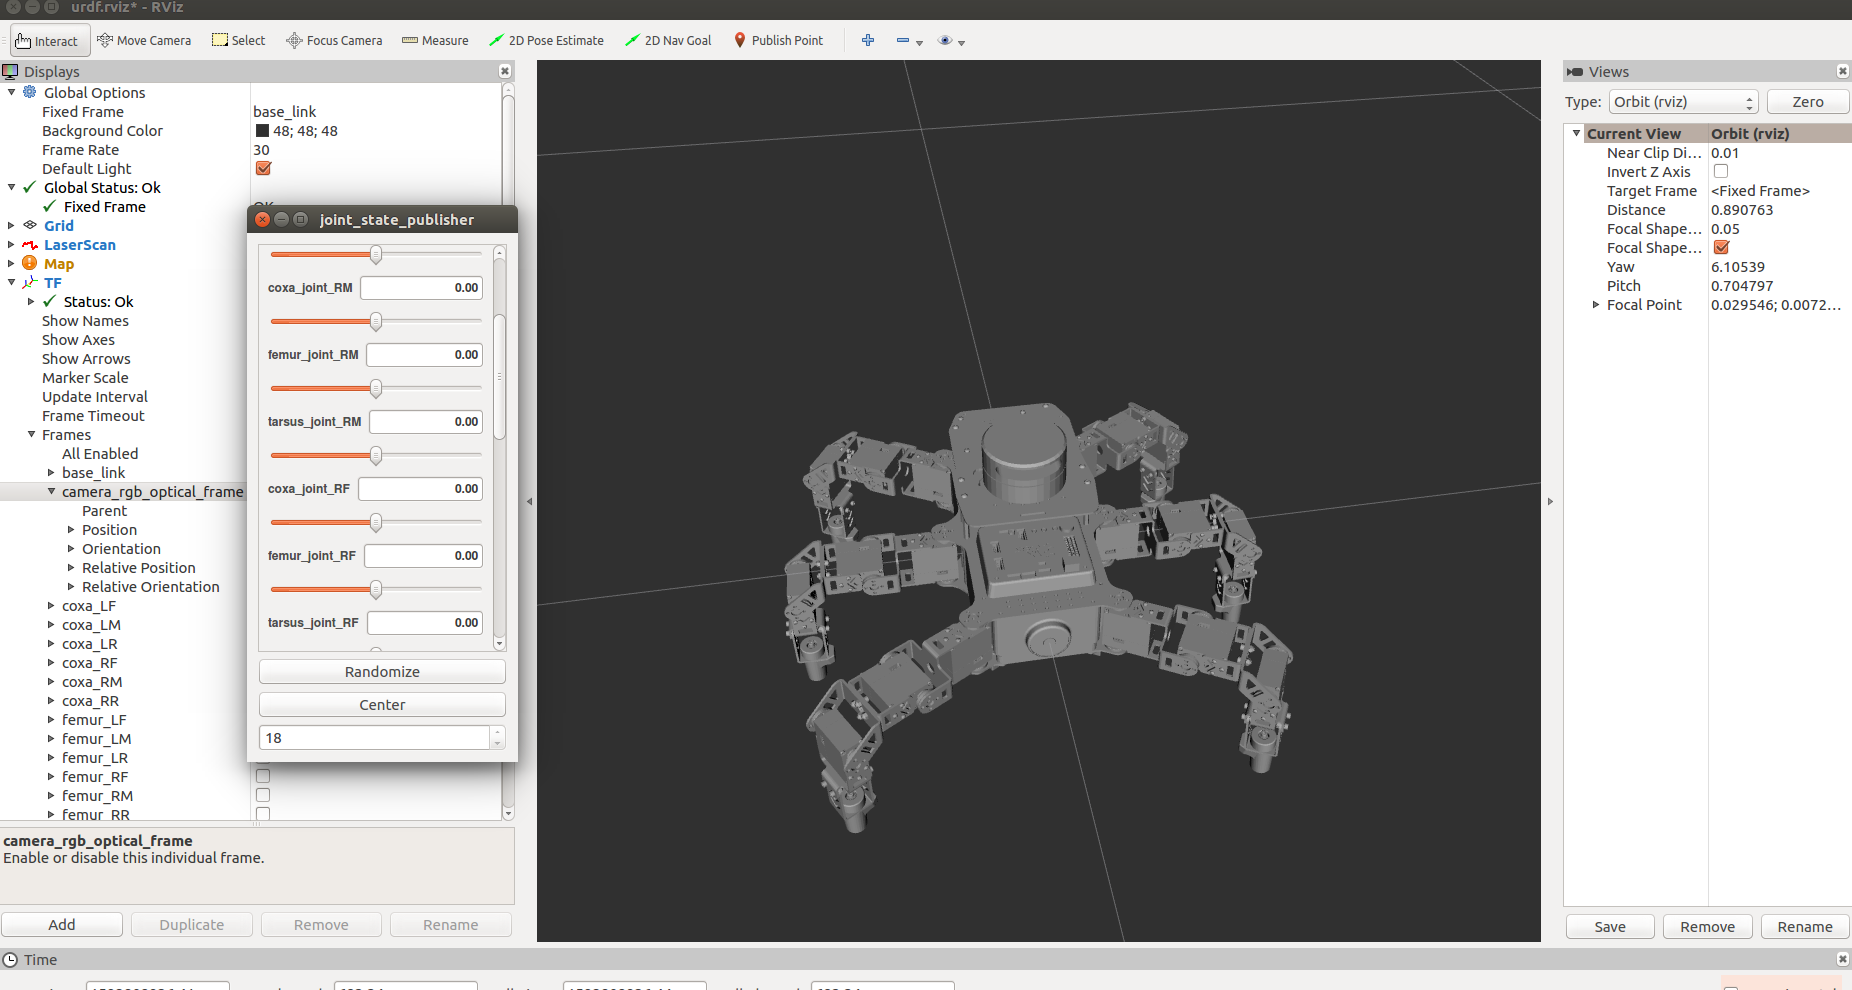 urdf.rviz* - RViz
Interact Move Camera Select Focus Camera Measure 2D Pose Estimate 2D Nav Goal Publish Point
Displays
Global Options
Fixed Frame base_link
Background Color 48; 48; 48
Frame Rate 30
Default Light
Global Status: Ok
Fixed Frame
Grid
LaserScan
Map
TF
Status: Ok
Show Names
Show Axes
Show Arrows
Marker Scale
Update Interval
Frame Timeout
Frames
All Enabled
base_link
camera_rgb_optical_frame
Parent
Position
Orientation
Relative Position
Relative Orientation
coxa_LF
coxa_LM
coxa_LR
coxa_RF
coxa_RM
coxa_RR
femur_LF
femur_LM
femur_LR
femur_RF
femur_RM
femur_RR
camera_rgb_optical_frame
Enable or disable this individual frame.
Add Duplicate Remove Rename
joint_state_publisher
coxa_joint_RM 0.00
femur_joint_RM 0.00
tarsus_joint_RM 0.00
coxa_joint_RF 0.00
femur_joint_RF 0.00
tarsus_joint_RF 0.00
Randomize
Center
18
Views
Type: Orbit (rviz) Zero
Current View Orbit (rviz)
Near Clip Di... 0.01
Invert Z Axis
Target Frame <Fixed Frame>
Distance 0.890763
Focal Shape... 0.05
Focal Shape...
Yaw 6.10539
Pitch 0.704797
Focal Point 0.029546; 0.0072...
Save Remove Rename
Time